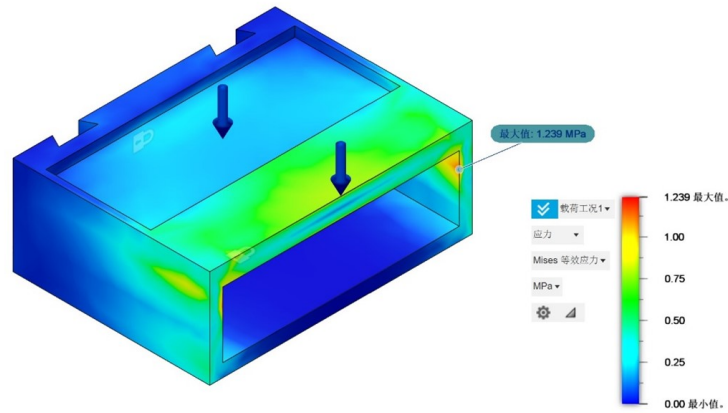 最大值: 1.239 MPa
载荷工况1
应力
Mises 等效应力
MPa
1.239 最大值。
1.00
0.75
0.50
0.25
0.00 最小值。